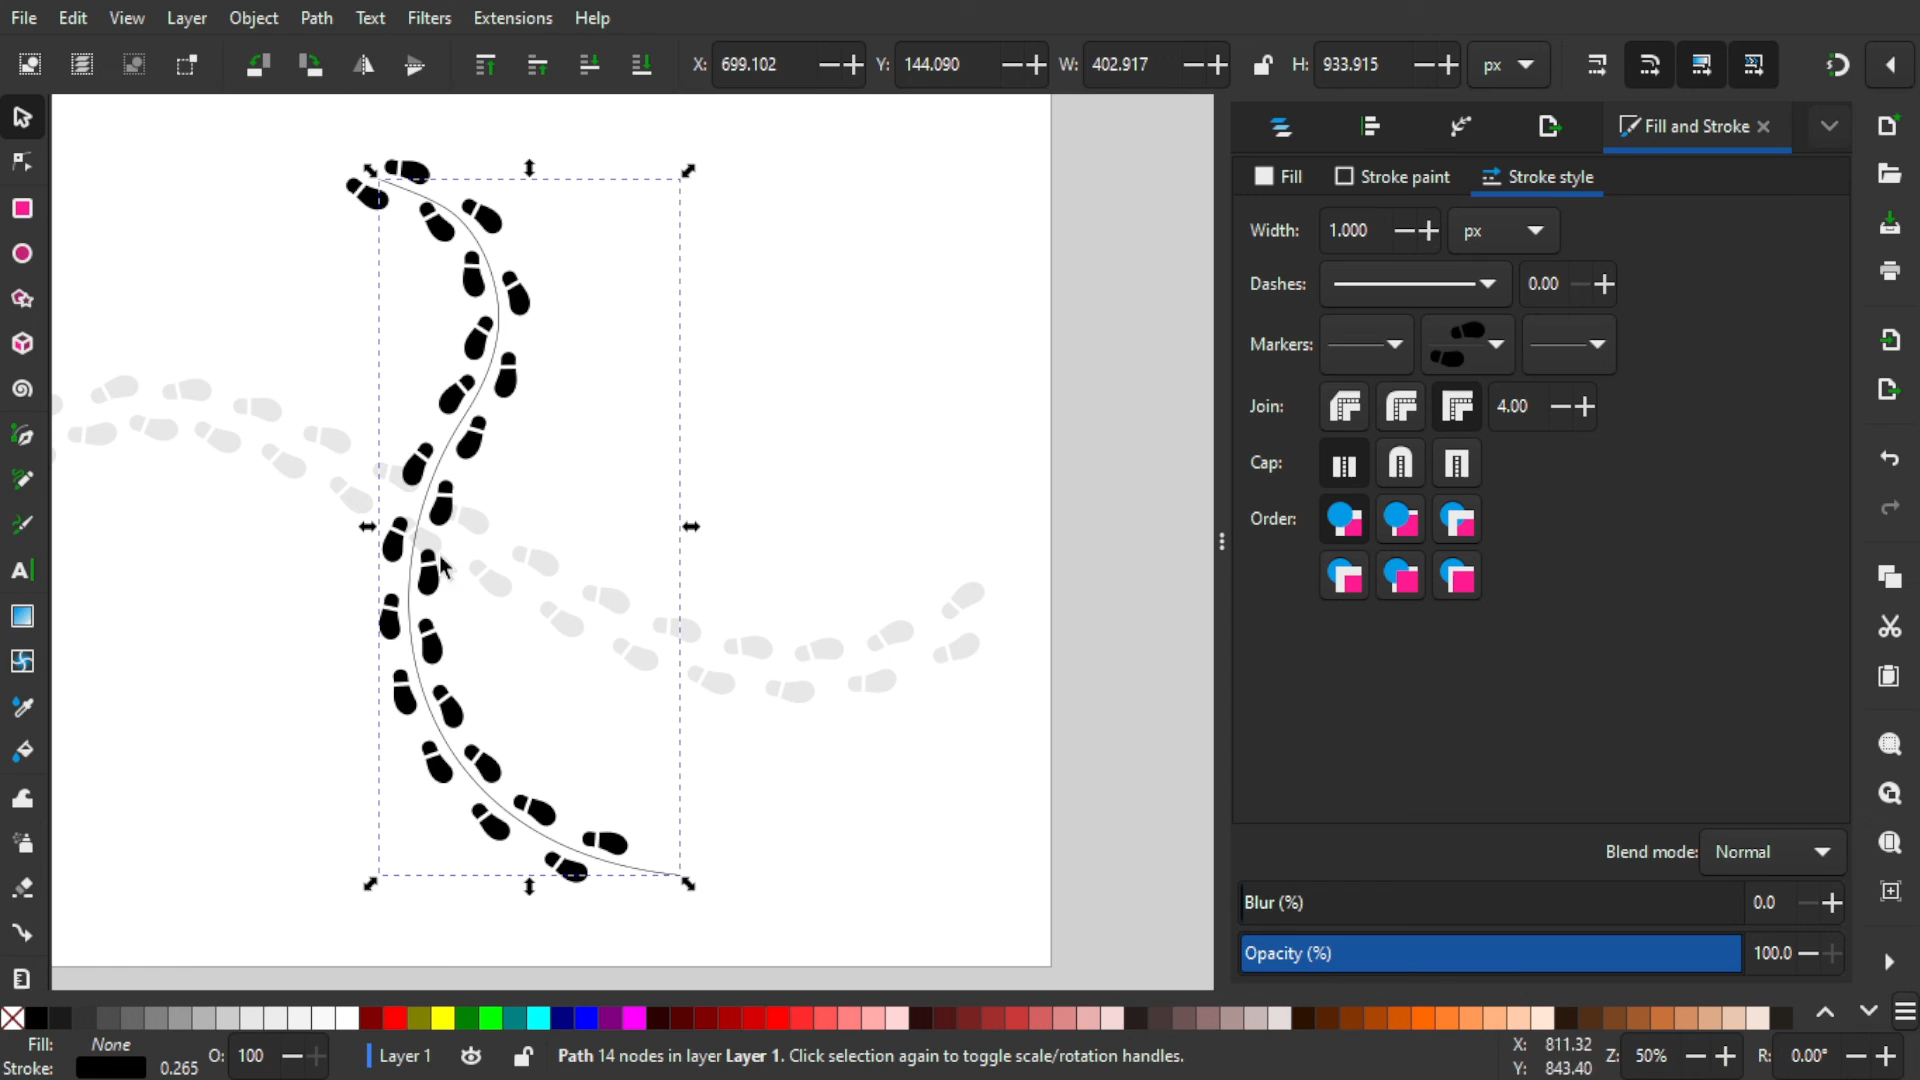 File Edit View Layer Object Path Text Filters Extensions Help
X: 699.102 Y: 144.090 W: 402.917 H: 933.915 px
Fill and Stroke
Fill Stroke paint Stroke style
Width: 1.000 px
Dashes: 0.00
Markers:
Join: 4.00
Cap:
Order:
Blend mode: Normal
Blur (%) 0.0
Opacity (%) 100.0
Fill: None
Stroke: 0.265
O: 100
Layer 1
Path 14 nodes in layer Layer 1. Click selection again to toggle scale/rotation handles.
X: 811.32
Y: 843.40
Z: 50%
R: 0.00°